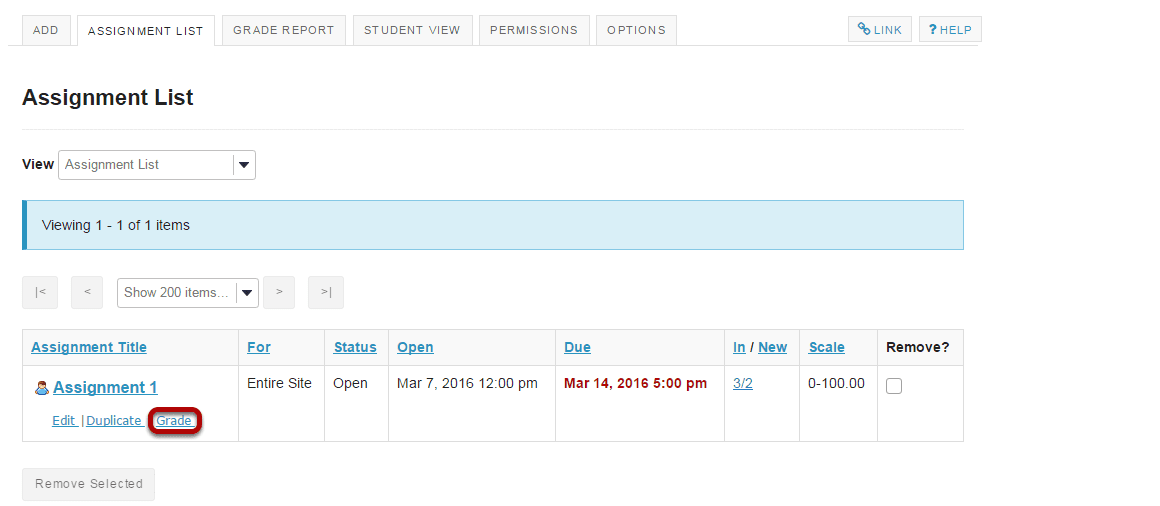 ADD ASSIGNMENT LIST GRADE REPORT STUDENT VIEW PERMISSIONS OPTIONS LINK ? HELP
Assignment List
View Assignment List
Viewing 1 - 1 of 1 items
|< < Show 200 items... > >|
Assignment Title For Status Open Due In / New Scale Remove?
Assignment 1 Entire Site Open Mar 7, 2016 12:00 pm Mar 14, 2016 5:00 pm 3/2 0-100.00
Edit | Duplicate | Grade
Remove Selected